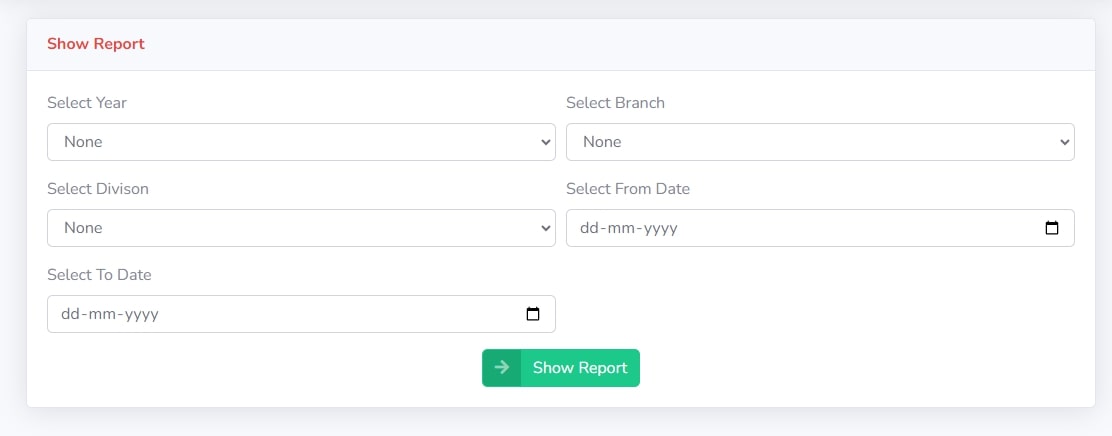 Show Report
Select Year
Select Branch
None
None
Select Divison
Select From Date
None
dd-mm-yyyy
Select To Date
dd-mm-yyyy
Show Report